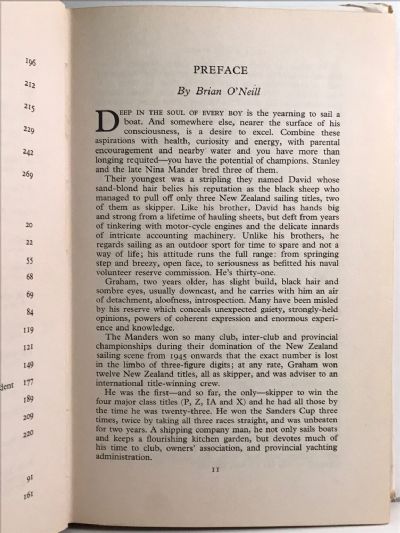 196
212
215
229
242
269
20
22
55
68
69
84
119
121
149
dent 177
189
209
220
91
161
PREFACE
By Brian O'Neill
DEEP IN THE SOUL OF EVERY BOY is the yearning to sail a
boat. And somewhere else, nearer the surface of his
consciousness, is a desire to excel. Combine these
aspirations with health, curiosity and energy, with parental
encouragement and nearby water and you have more than
longing requited—you have the potential of champions. Stanley
and the late Nina Mander bred three of them.
Their youngest was a stripling they named David whose
sand-blond hair belies his reputation as the black sheep who
managed to pull off only three New Zealand sailing titles, two
of them as skipper. Like his brother, David has hands big
and strong from a lifetime of hauling sheets, but deft from years
of tinkering with motor-cycle engines and the delicate innards
of intricate accounting machinery. Unlike his brothers, he
regards sailing as an outdoor sport for time to spare and not a
way of life; his attitude runs the full range: from springing
step and breezy, open face, to seriousness as befitted his naval
volunteer reserve commission. He's thirty-one.
Graham, two years older, has slight build, black hair and
sombre eyes, usually downcast, and he carries with him an air
of detachment, aloofness, introspection. Many have been misled
by his reserve which conceals unexpected gaiety, strongly-held
opinions, powers of coherent expression and enormous experi-
ence and knowledge.
The Manders won so many club, inter-club and provincial
championships during their domination of the New Zealand
sailing scene from 1945 onwards that the exact number is lost
in the limbo of three-figure digits; at any rate, Graham won
twelve New Zealand titles, all as skipper, and was adviser to an
international title-winning crew.
He was the first—and so far, the only—skipper to win the
four major class titles (P, Z, IA and X) and he had all those by
the time he was twenty-three. He won the Sanders Cup three
times, twice by taking all three races straight, and was unbeaten
for two years. A shipping company man, he not only sails boats
and keeps a flourishing kitchen garden, but devotes much of
his time to club, owners' association, and provincial yachting
administration.
11